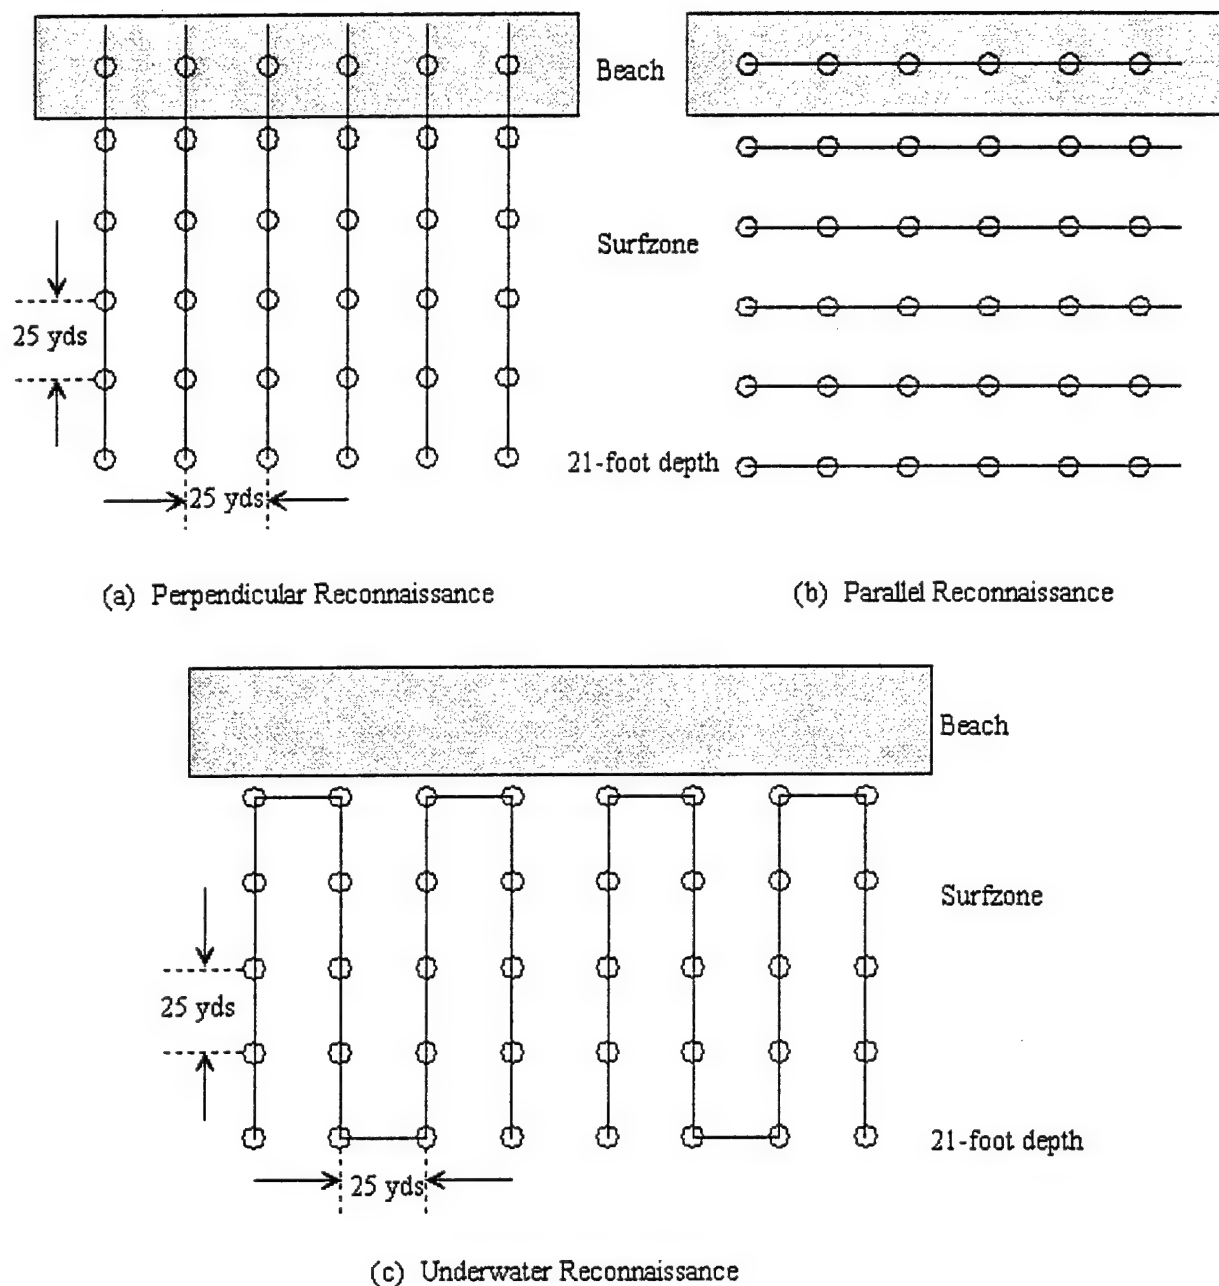 Beach
Surfzone
25 yds
21-foot depth
25 yds
(a) Perpendicular Reconnaissance
(b) Parallel Reconnaissance
Beach
Surfzone
25 yds
21-foot depth
25 yds
(c) Underwater Reconnaissance